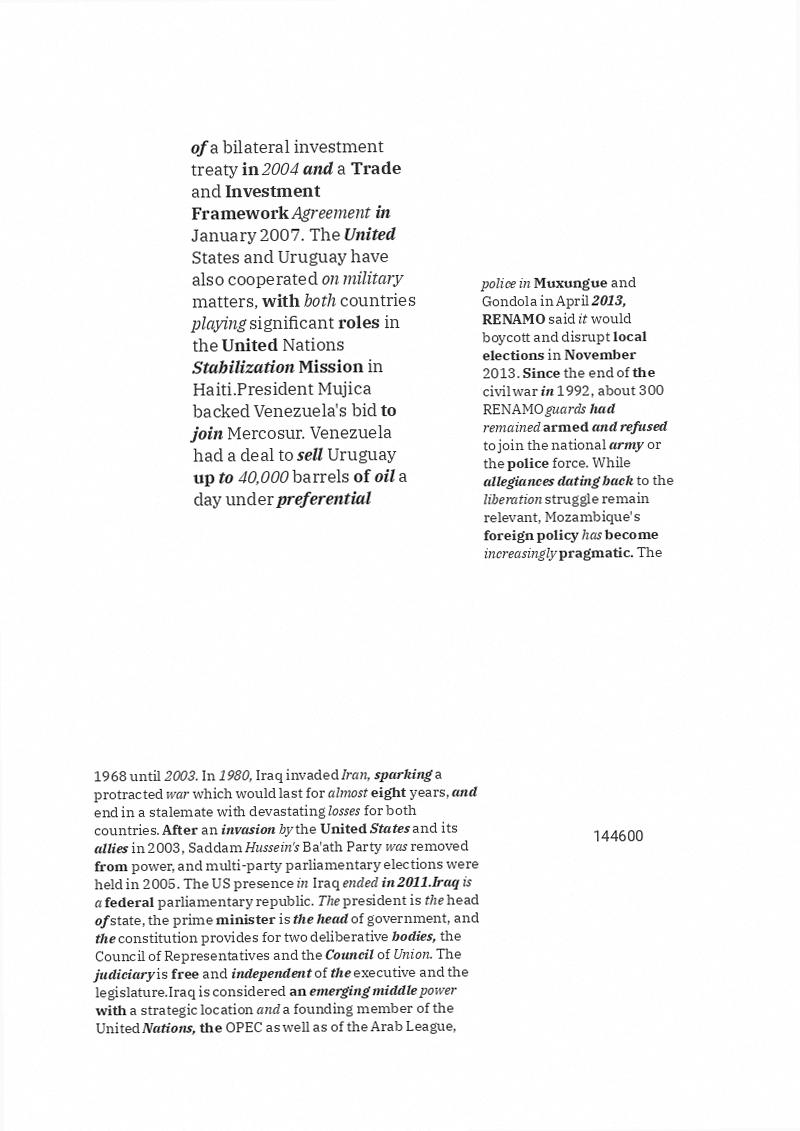 of a bilateral investment
treaty in 2004 and a Trade
and Investment
Framework Agreement in
January 2007. The United
States and Uruguay have
also cooperated on military
matters, with both countries
playing significant roles in
the United Nations
Stabilization Mission in
Haiti.President Mujica
backed Venezuela's bid to
join Mercosur. Venezuela
had a deal to sell Uruguay
up to 40,000 barrels of oil a
day under preferential
police in Muxungue and
Gondola in April 2013,
RENAMO said it would
boycott and disrupt local
elections in November
2013. Since the end of the
civil war in 1992, about 300
RENAMO guards had
remained armed and refused
to join the national army or
the police force. While
allegiances dating back to the
liberation struggle remain
relevant, Mozambique's
foreign policy has become
increasingly pragmatic. The
1968 until 2003. In 1980, Iraq invaded Iran, sparking a
protracted war which would last for almost eight years, and
end in a stalemate with devastating losses for both
countries. After an invasion by the United States and its
allies in 2003, Saddam Hussein's Ba'ath Party was removed
from power, and multi-party parliamentary elections were
held in 2005. The US presence in Iraq ended in 2011.Iraq is
a federal parliamentary republic. The president is the head
of state, the prime minister is the head of government, and
the constitution provides for two deliberative bodies, the
Council of Representatives and the Council of Union. The
judiciary is free and independent of the executive and the
legislature.Iraq is considered an emerging middle power
with a strategic location and a founding member of the
United Nations, the OPEC as well as of the Arab League,
144600